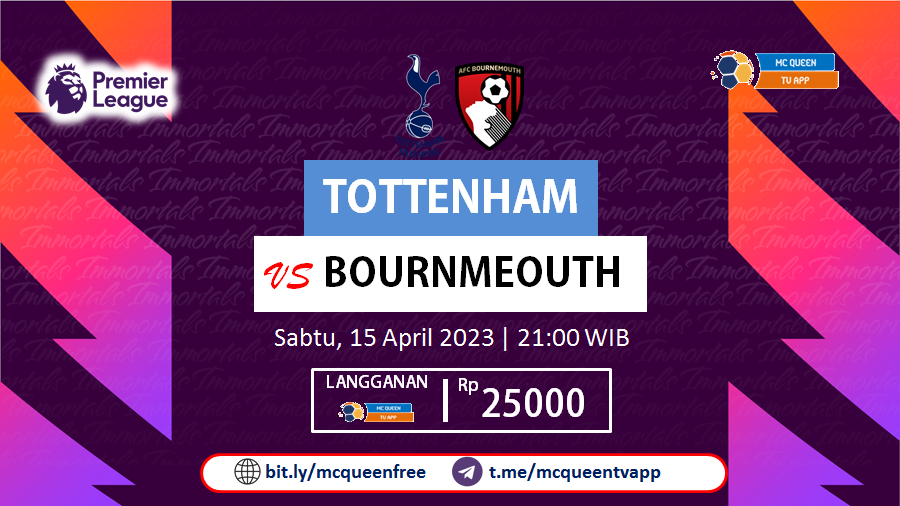 Premier
League
AFC BOURNEMOUTH
MC QUEEN
TV APP
TOTTENHAM
VS BOURNMEOUTH
Sabtu, 15 April 2023 | 21:00 WIB
LANGGANAN
MC QUEEN
TV APP
Rp 25000
bit.ly/mcqueenfree
t.me/mcqueentvapp
Immortals